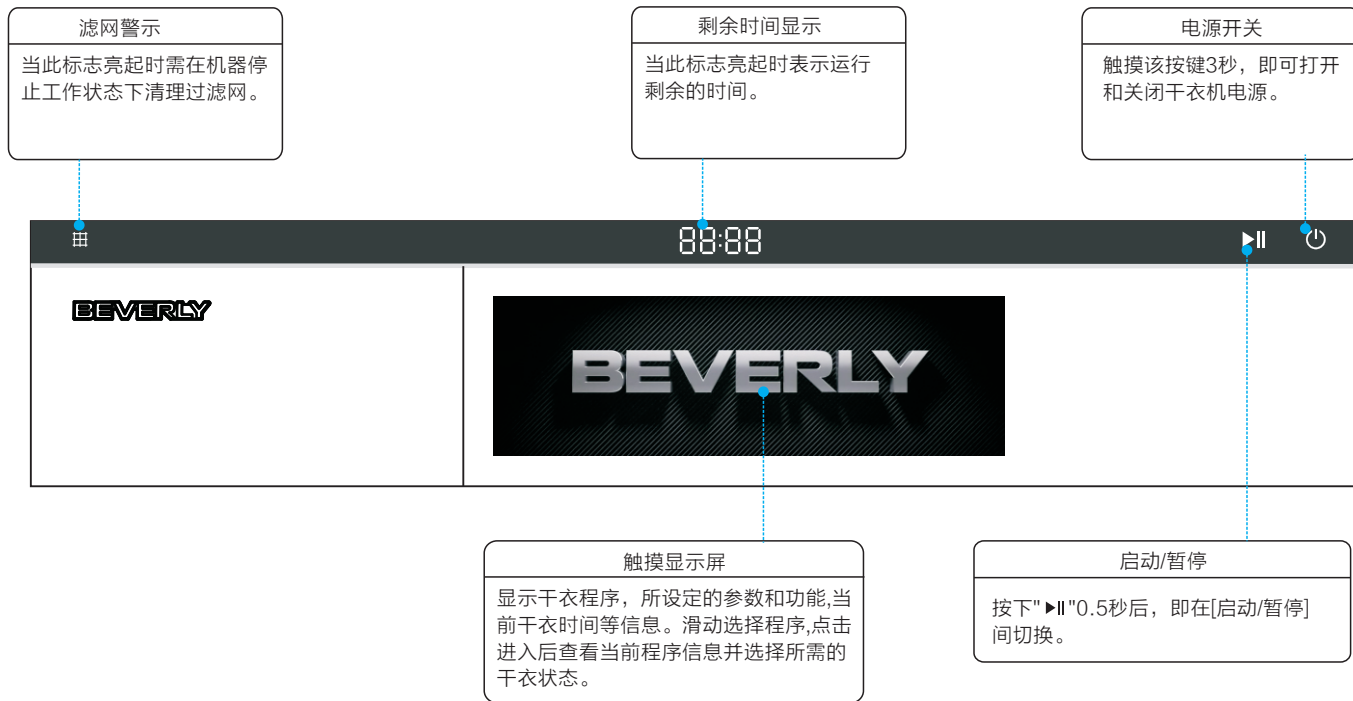 滤网警示
当此标志亮起时需在机器停
止工作状态下清理过滤网。
剩余时间显示
当此标志亮起时表示运行
剩余的时间。
电源开关
触摸该按键3秒，即可打开
和关闭干衣机电源。
88:88
BEVERLY
BEVERLY
触摸显示屏
显示干衣程序，所设定的参数和功能,当
前干衣时间等信息。滑动选择程序,点击
进入后查看当前程序信息并选择所需的
干衣状态。
启动/暂停
按下"▶II"0.5秒后，即在[启动/暂停]
间切换。